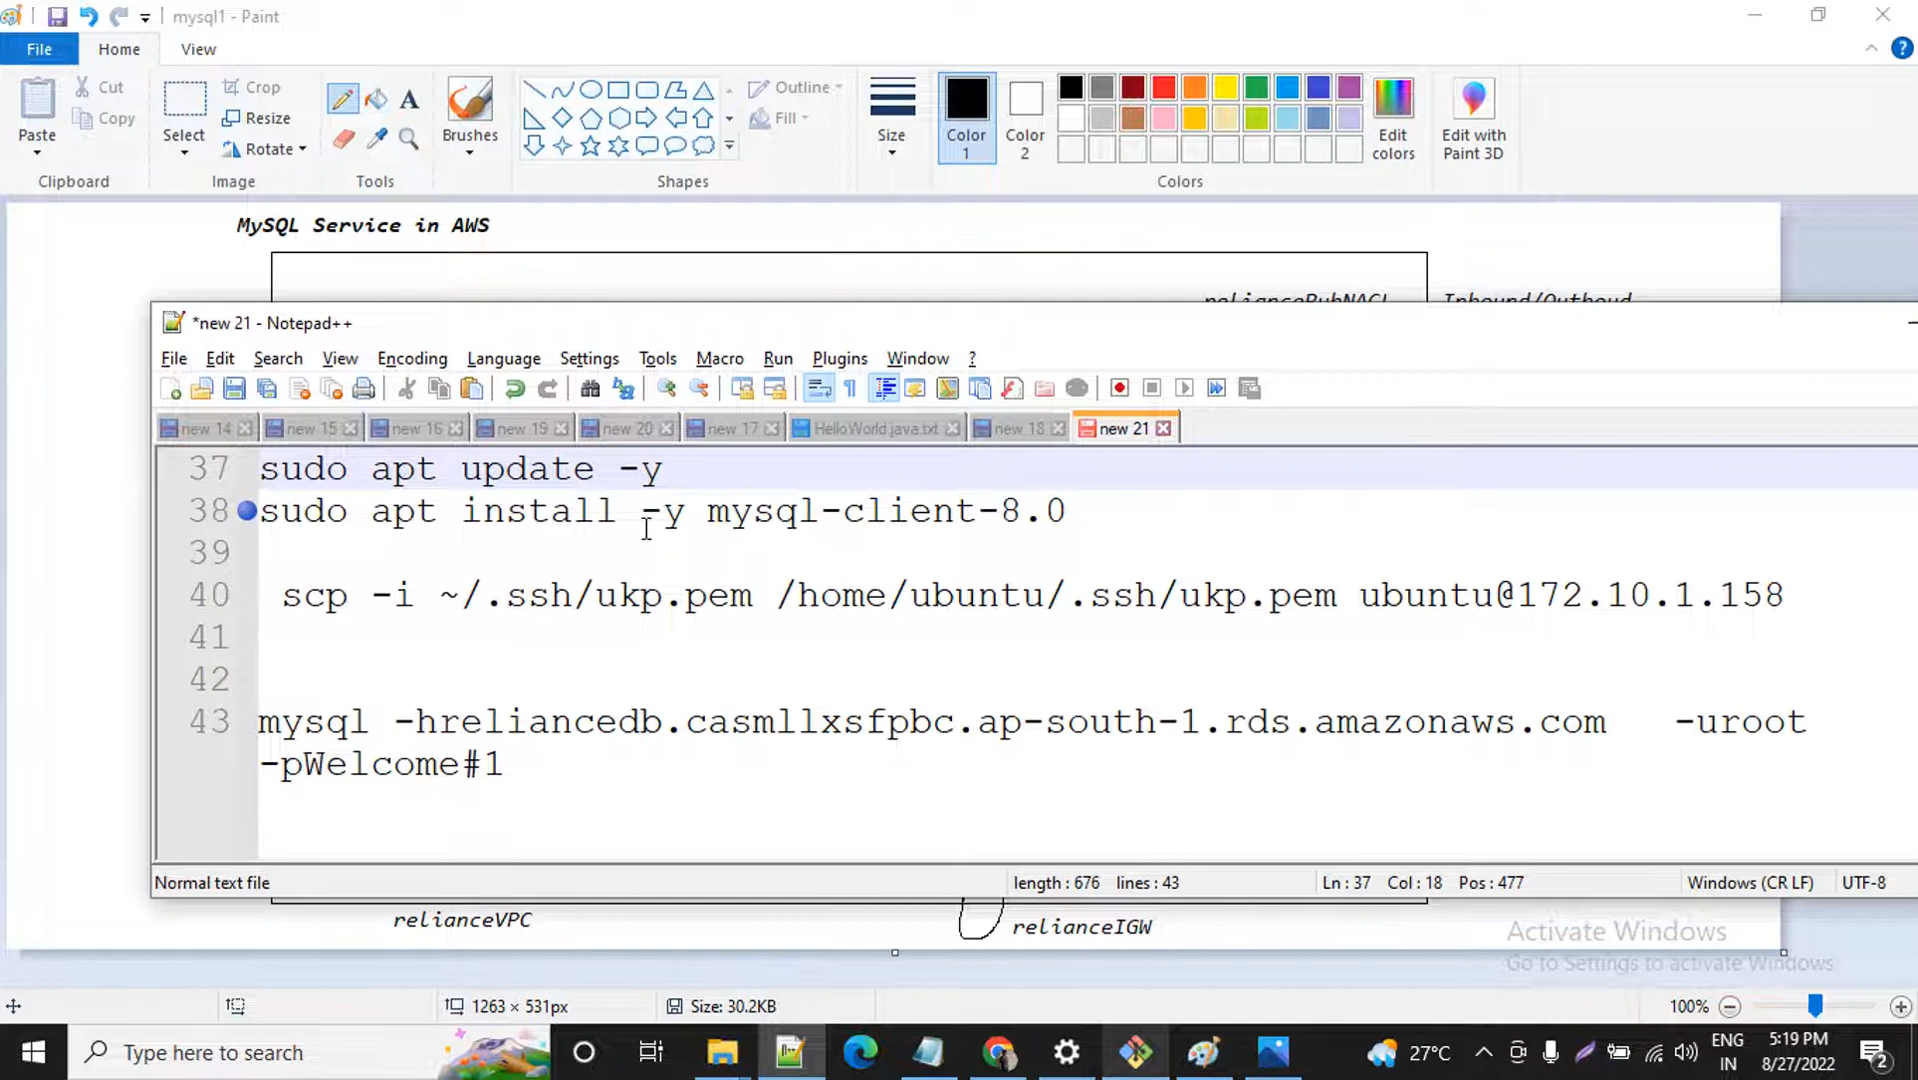 mysql1 - Paint
File
Home
View
Cut
Copy
Paste
Clipboard
Crop
Resize
Rotate
Select
Image
A
Tools
Brushes
Shapes
Outline
Fill
Size
Color 1
Color 2
Edit colors
Edit with Paint 3D
Colors
MySQL Service in AWS
reliancePubNACL
Inbound/Outboud
*new 21 - Notepad++
File Edit Search View Encoding Language Settings Tools Macro Run Plugins Window ?
new 14 new 15 new 16 new 19 new 20 new 17 HelloWorld.java.txt new 18 new 21
37 sudo apt update -y
38 sudo apt install -y mysql-client-8.0
39
40 scp -i ~/.ssh/ukp.pem /home/ubuntu/.ssh/ukp.pem ubuntu@172.10.1.158
41
42
43 mysql -hreliancedb.casmllxsfpbc.ap-south-1.rds.amazonaws.com -uroot
-pWelcome#1
Normal text file length : 676 lines : 43 Ln : 37 Col : 18 Pos : 477 Windows (CR LF) UTF-8
relianceVPC
relianceIGW
Activate Windows
Go to Settings to activate Windows
1263 × 531px
Size: 30.2KB
100%
Type here to search
27°C
ENG
IN
5:19 PM
8/27/2022
2